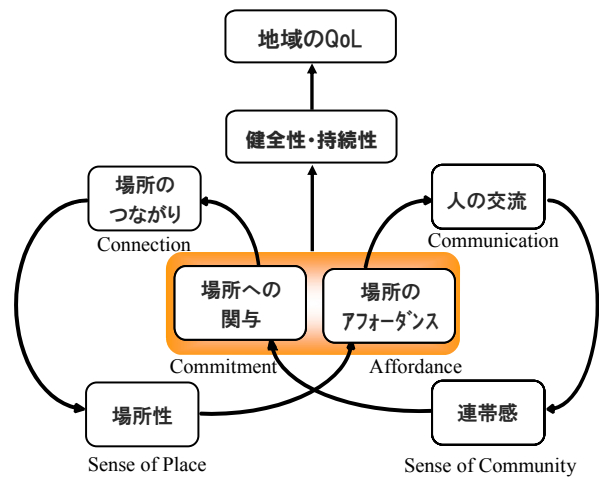 地域のQoL
健全性・持続性
場所の
つながり
Connection
人の交流
Communication
場所への
関与
場所の
ｱﾌｫｰﾀﾞﾝｽ
Commitment
Affordance
場所性
Sense of Place
連帯感
Sense of Community